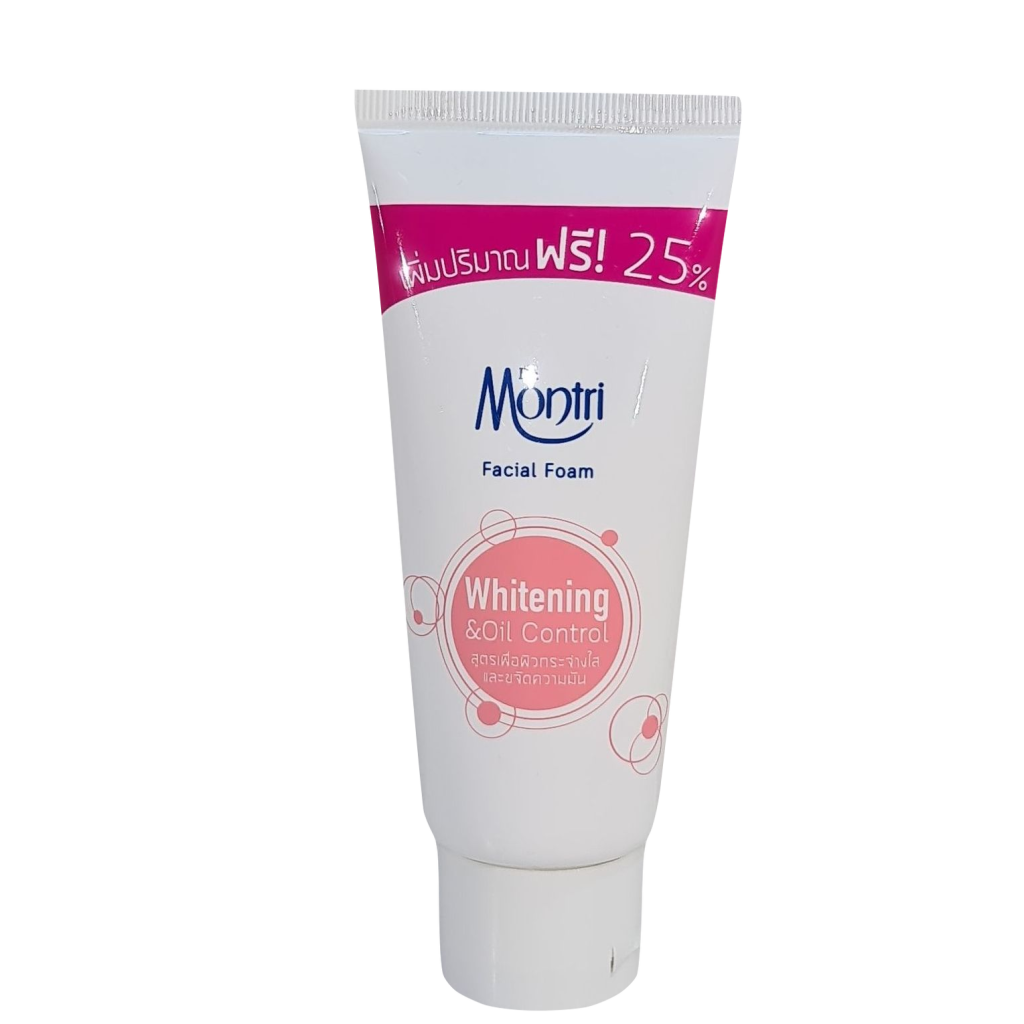 เพิ่มปริมาณ ฟรี! 25%
Dr.
Montri
Facial Foam
Whitening
&Oil Control
สูตรเพื่อผิวกระจ่างใส
และขจัดความมัน